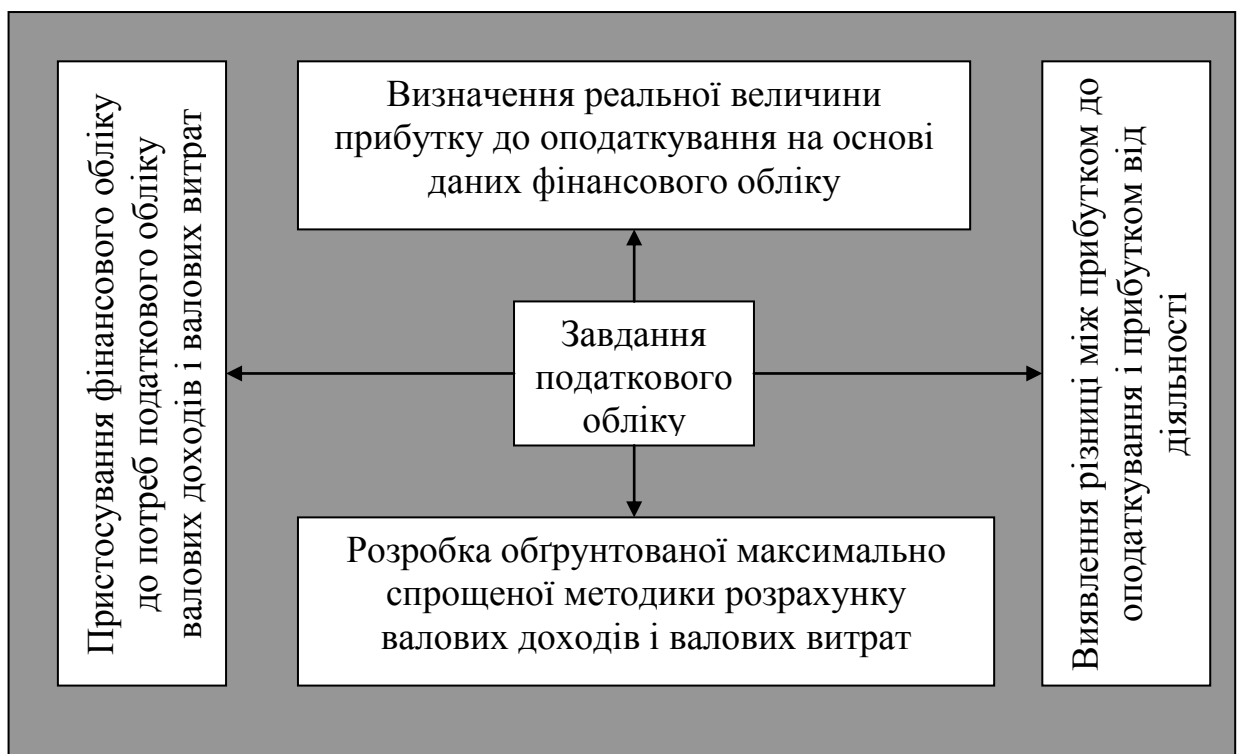 Пристосування фінансового обліку
до потреб податкового обліку
валових доходів і валових витрат
Визначення реальної величини
прибутку до оподаткування на основі
даних фінансового обліку
Завдання
податкового
обліку
Розробка обґрунтованої максимально
спрощеної методики розрахунку
валових доходів і валових витрат
Виявлення різниці між прибутком до
оподаткування і прибутком від
діяльності